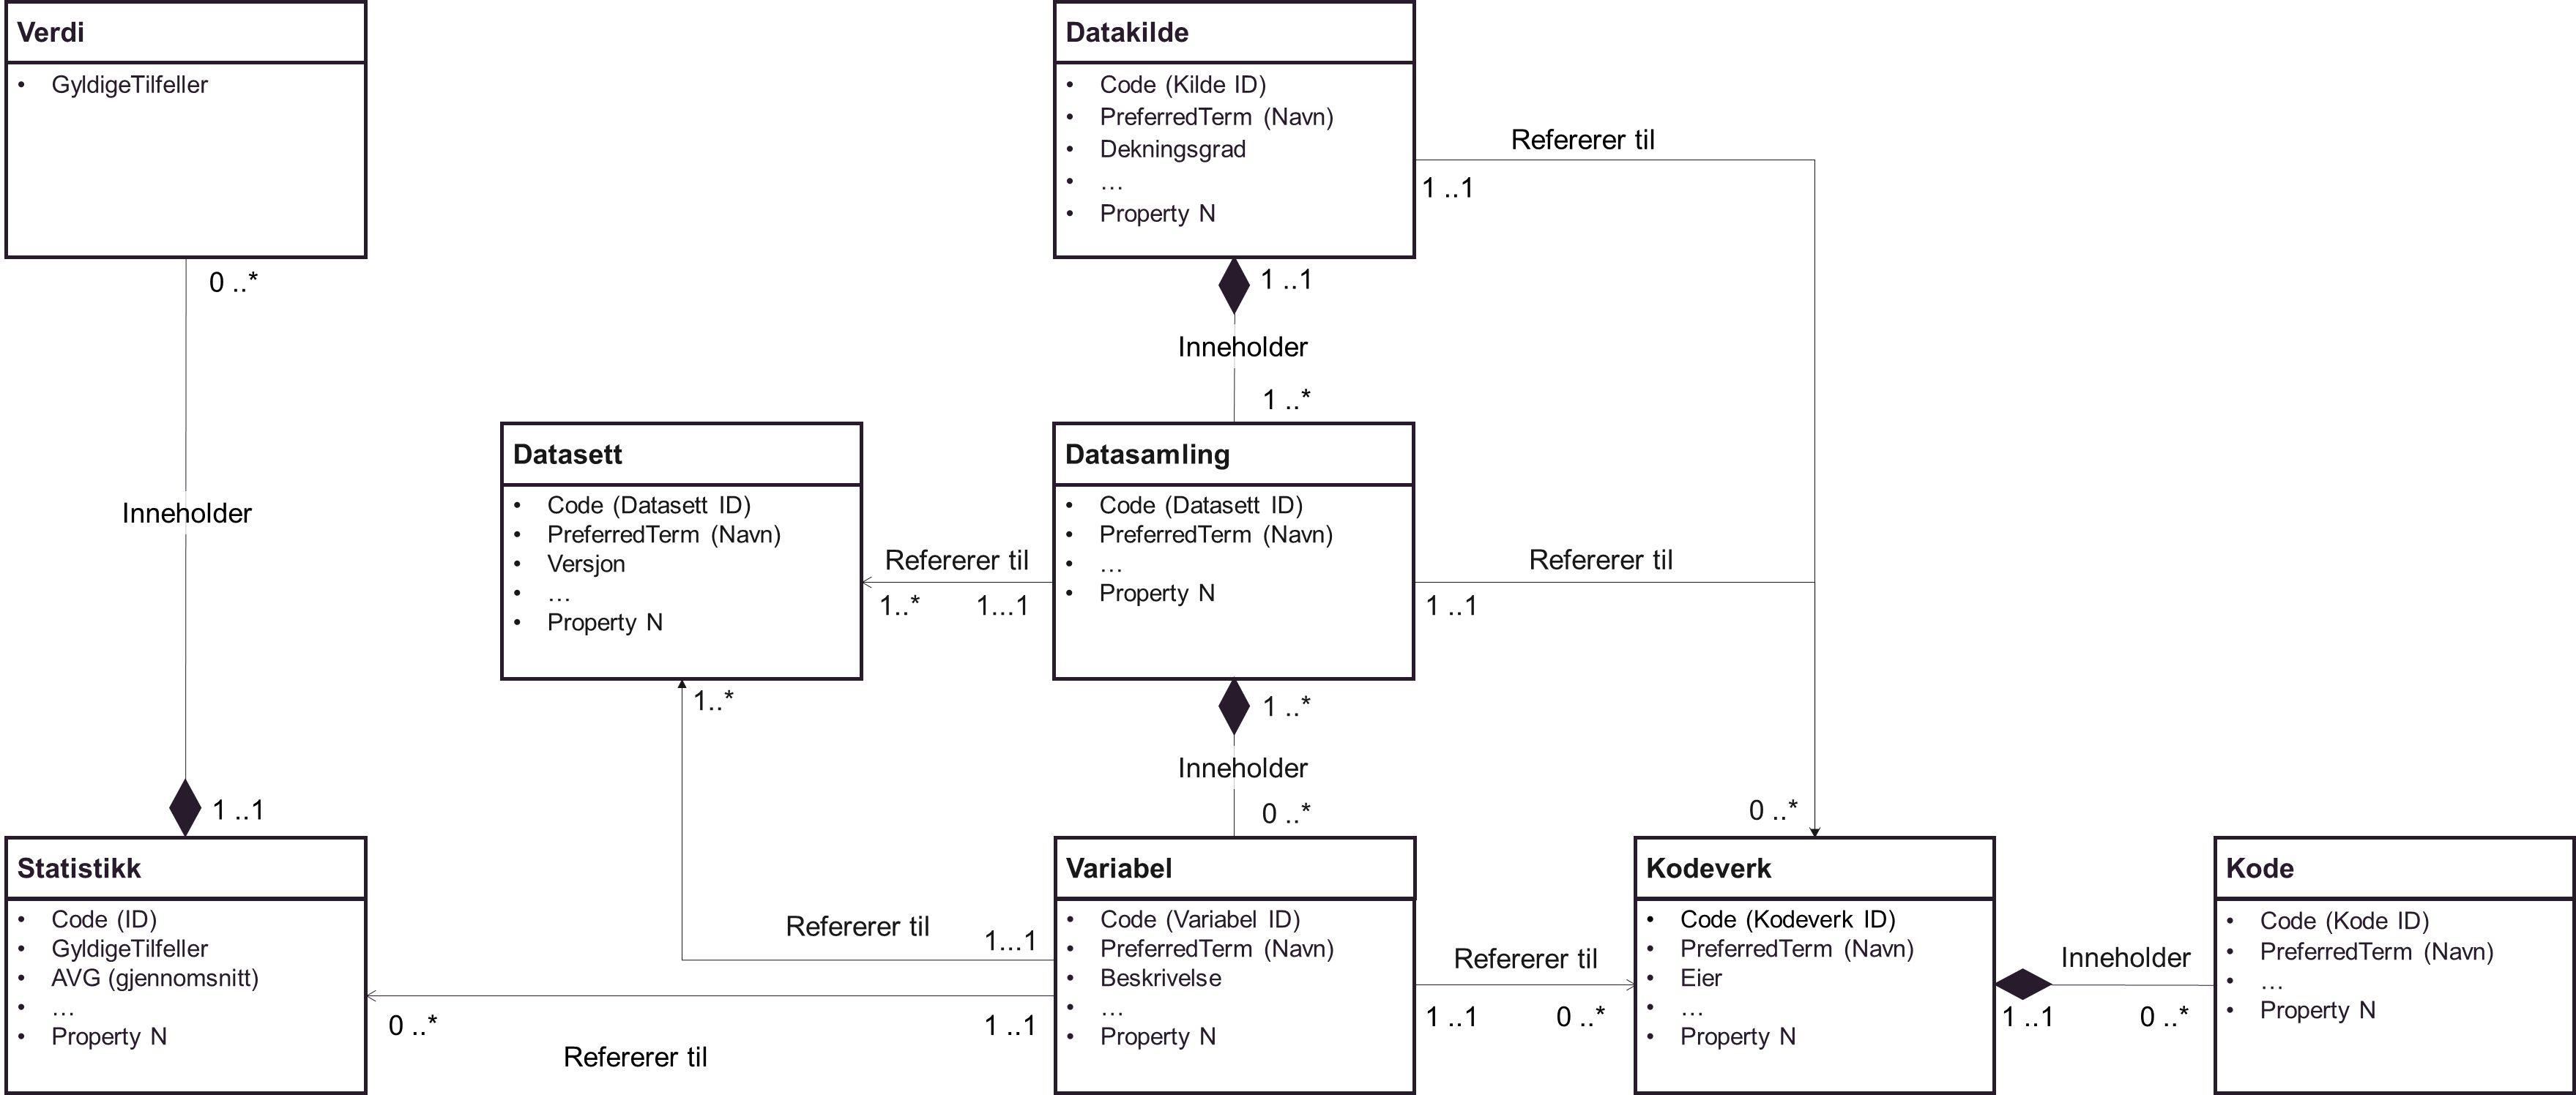 Verdi
• GyldigeTilfeller
0 ..*
Inneholder
1 ..1
Statistikk
• Code (ID)
• GyldigeTilfeller
• AVG (gjennomsnitt)
• …
• Property N
Datasett
• Code (Datasett ID)
• PreferredTerm (Navn)
• Versjon
• …
• Property N
1..*
Datakilde
• Code (Kilde ID)
• PreferredTerm (Navn)
• Dekningsgrad
• …
• Property N
1 ..1
Inneholder
1 ..*
Refererer til
1 ..1
Datasamling
• Code (Datasett ID)
• PreferredTerm (Navn)
• …
• Property N
Refererer til
1..* 1...1
Refererer til
1 ..1
1 ..*
Inneholder
0 ..*
0 ..*
Variabel
• Code (Variabel ID)
• PreferredTerm (Navn)
• Beskrivelse
• …
• Property N
Refererer til
1...1
0 ..* 1 ..1
Refererer til
Refererer til
1 ..1 0 ..*
Kodeverk
• Code (Kodeverk ID)
• PreferredTerm (Navn)
• Eier
• …
• Property N
Inneholder
1 ..1 0 ..*
Kode
• Code (Kode ID)
• PreferredTerm (Navn)
• …
• Property N